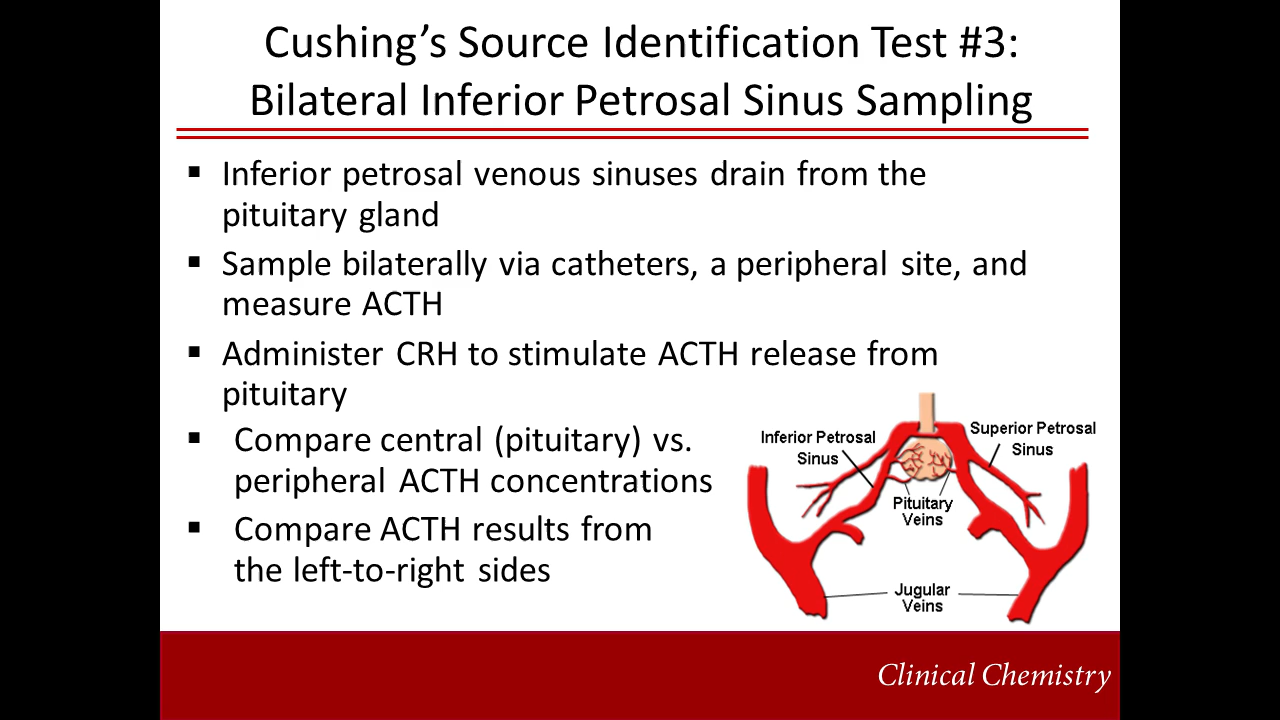 Cushing’s Source Identification Test #3:
Bilateral Inferior Petrosal Sinus Sampling
▪ Inferior petrosal venous sinuses drain from the
pituitary gland
▪ Sample bilaterally via catheters, a peripheral site, and
measure ACTH
▪ Administer CRH to stimulate ACTH release from
pituitary
▪ Compare central (pituitary) vs.
peripheral ACTH concentrations
▪ Compare ACTH results from
the left-to-right sides
Inferior Petrosal
Sinus
Superior Petrosal
Sinus
Pituitary
Veins
Jugular
Veins
Clinical Chemistry